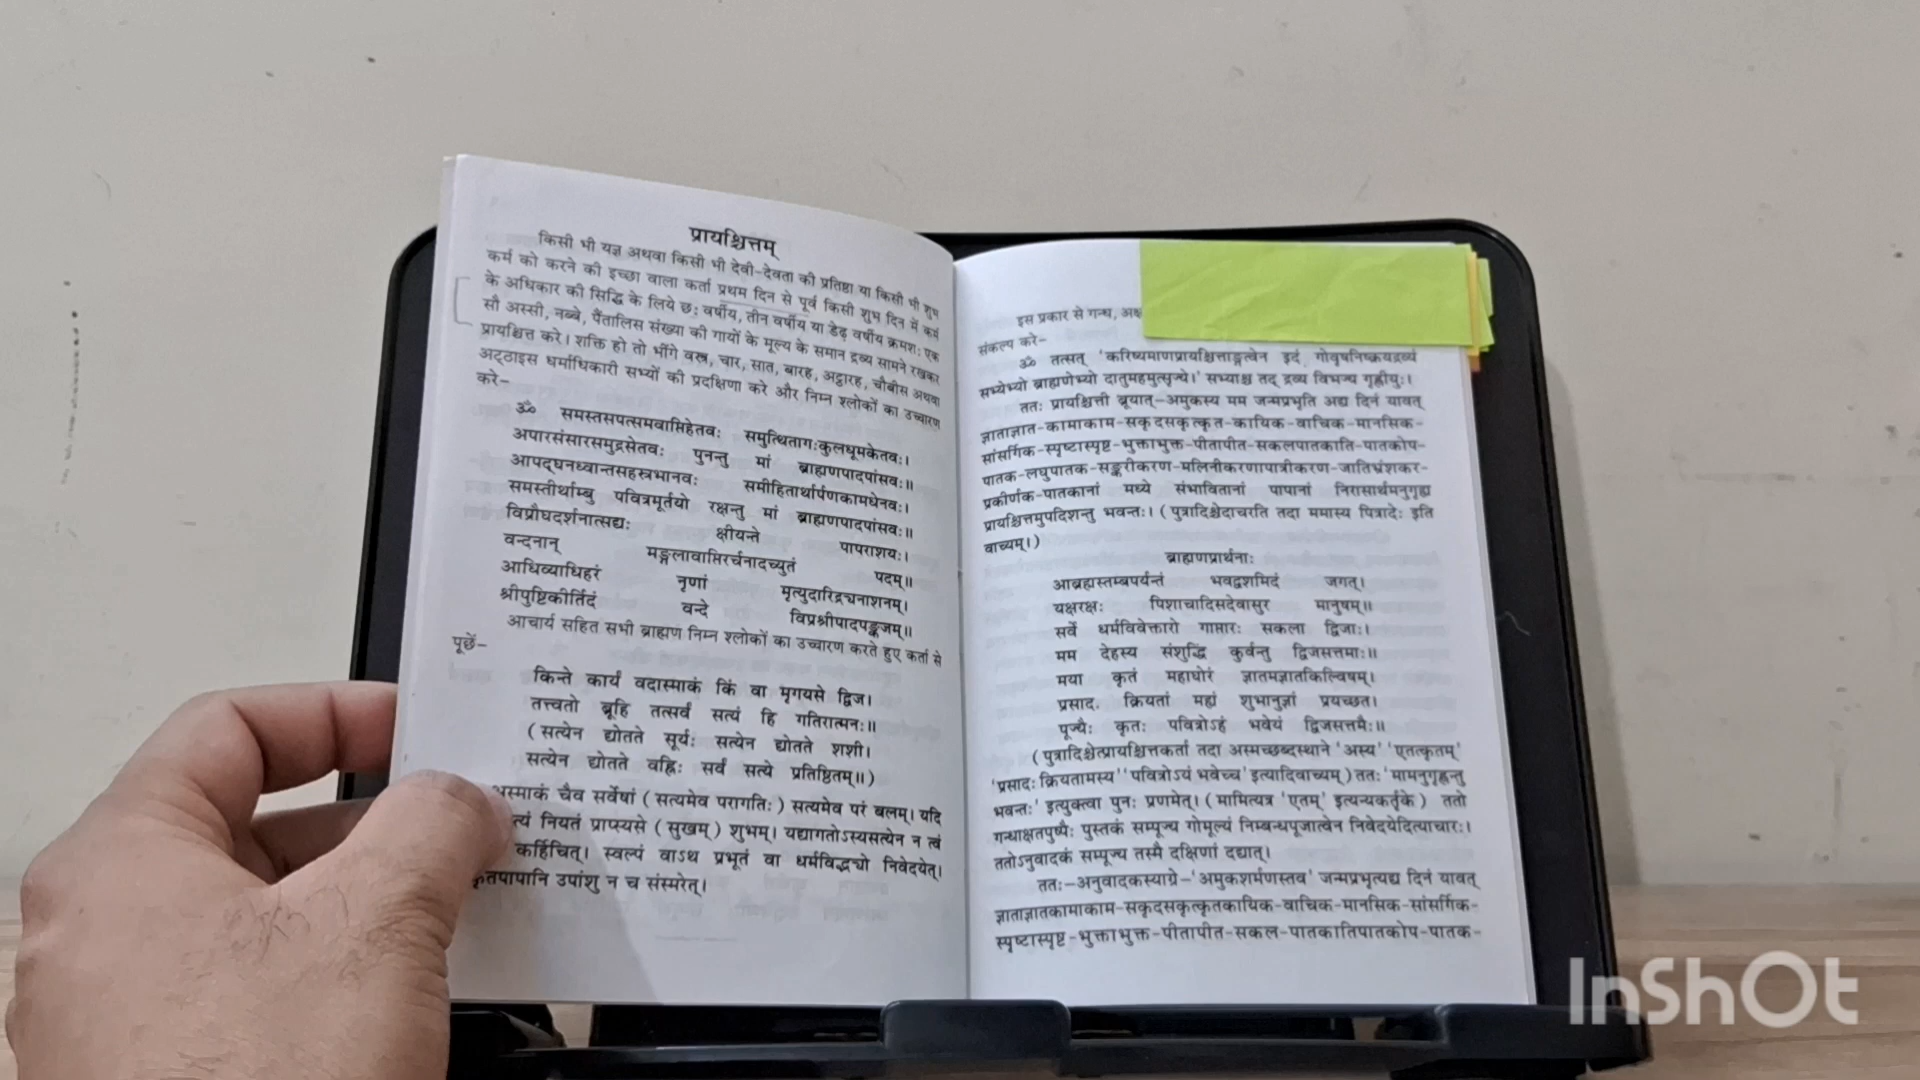 प्रायश्चित्तम्
किसी भी यज्ञ अथवा किसी भी देवी-देवता की प्रतिष्ठा या किसी भी शुभ
कर्म को करने की इच्छा वाला कर्ता प्रथम दिन से पूर्व किसी शुभ दिन में कर्म
के अधिकार की सिद्धि के लिये छः वर्षीय, तीन वर्षीय या डेढ़ वर्षीय क्रमशः एक
सौ अस्सी, नब्बे, पैंतालिस संख्या की गायों के मूल्य के समान द्रव्य सामने रखकर
प्रायश्चित्त करे। शक्ति हो तो भींगे वस्त्र, चार, सात, बारह, अट्ठारह, चौबीस अथवा
अट्ठाइस धर्माधिकारी सभ्यों की प्रदक्षिणा करे और निम्न श्लोकों का उच्चारण
करे-
ॐ समस्तसपत्समवाप्तिहेतवः समुत्थितागःकुलधूमकेतवः।
अपारसंसारसमुद्रसेतवः पुनन्तु मां ब्राह्मणपादपांसवः॥
आपद्घनध्वान्तसहस्त्रभानवः समीहितार्थार्पणकामधेनवः।
समस्तीर्थाम्बु पवित्रमूर्तयो रक्षन्तु मां ब्राह्मणपादपांसवः॥
विप्रौघदर्शनात्सद्यः क्षीयन्ते पापराशयः।
वन्दनान् मङ्गलावाप्तिरर्चनादच्युतं पदम्॥
आधिव्याधिहरं नृणां मृत्युदारिद्र्यनाशनम्।
श्रीपुष्टिकीर्तिदं वन्दे विप्रश्रीपादपङ्कजम्॥
आचार्य सहित सभी ब्राह्मण निम्न श्लोकों का उच्चारण करते हुए कर्ता से
पूछें-
किन्ते कार्यं वदास्माकं किं वा मृगयसे द्विज।
तत्त्वतो ब्रूहि तत्सर्वं सत्यं हि गतिरात्मनः॥
(सत्येन द्योतते सूर्यः सत्येन द्योतते शशी।
सत्येन द्योतते वह्निः सर्वं सत्ये प्रतिष्ठितम्॥)
अस्माकं चैव सर्वेषां (सत्यमेव परागतिः) सत्यमेव परं बलम्। यदि
नियतं प्राप्स्यसे (सुखम्) शुभम्। यद्यागतोऽस्यसत्येन न त्वं
कर्हिचित्। स्वल्पं वाऽथ प्रभूतं वा धर्मविद्भ्यो निवेदयेत्।
कृतपापानि उपांशु न च संस्मरेत्।
इस प्रकार से गन्ध,
संकल्प करे-
ॐ तत्सत् 'करिष्यमाणप्रायश्चित्ताङ्गत्वेन इदं गोवृषनिष्क्रयद्रव्यं
सभ्येभ्यो ब्राह्मणेभ्यो दातुमहमुत्सृज्ये।' सभ्याश्च तद् द्रव्य विभज्य गृह्णीयुः।
ततः प्रायश्चित्ती ब्रूयात्-अमुकस्य मम जन्मप्रभृति अद्य दिनं यावत्
ज्ञाताज्ञात-कामाकाम-सकृदसकृत्कृत-कायिक-वाचिक-मानसिक-
सांसर्गिक-स्पृष्टास्पृष्ट-भुक्ताभुक्त-पीतापीत-सकलपातकाति-पातकोप-
पातक-लघुपातक-सङ्करीकरण-मलिनीकरणापात्रीकरण-जातिभ्रंशकर-
प्रकीर्णक-पातकानां मध्ये संभावितानां पापानां निरासार्थमनुगृह्य
प्रायश्चित्तमुपदिशन्तु भवन्तः। (पुत्रादिश्चेदाचरति तदा ममास्य पित्रादेः इति
वाच्यम्।)
ब्राह्मणप्रार्थनाः
आब्रह्मस्तम्बपर्यन्तं भवद्वशमिदं जगत्।
यक्षरक्षः पिशाचादिसदेवासुर मानुषम्॥
सर्वे धर्मविवेक्तारो गाप्तारः सकला द्विजाः।
मम देहस्य संशुद्धि कुर्वन्तु द्विजसत्तमाः॥
मया कृतं महाघोरं ज्ञातमज्ञातकिल्विषम्।
प्रसाद. क्रियतां मह्यं शुभानुज्ञां प्रयच्छत।
पूज्यैः कृतः पवित्रोऽहं भवेयं द्विजसत्तमैः॥
(पुत्रादिश्चेत्प्रायश्चित्तकर्ता तदा अस्मच्छब्दस्थाने 'अस्य' 'एतत्कृतम्'
'प्रसादः क्रियतामस्य' 'पवित्रोऽयं भवेच्च' इत्यादिवाच्यम्) ततः 'मामनुगृह्णन्तु
भवन्तः' इत्युक्त्वा पुनः प्रणमेत्। (मामित्यत्र 'एतम्' इत्यन्यकर्तृके) ततो
गन्धाक्षतपुष्पैः पुस्तकं सम्पूज्य गोमूल्यं निम्बन्धपूजात्वेन निवेदयेदित्याचारः।
ततोऽनुवादकं सम्पूज्य तस्मै दक्षिणां दद्यात्।
ततः-अनुवादकस्याग्रे-'अमुकशर्मणस्तव' जन्मप्रभृत्यद्य दिनं यावत्
ज्ञाताज्ञातकामाकाम-सकृदसकृत्कृतकायिक-वाचिक-मानसिक-सांसर्गिक-
स्पृष्टास्पृष्ट-भुक्ताभुक्त-पीतापीत-सकल-पातकातिपातकोप-पातक-
InShOt